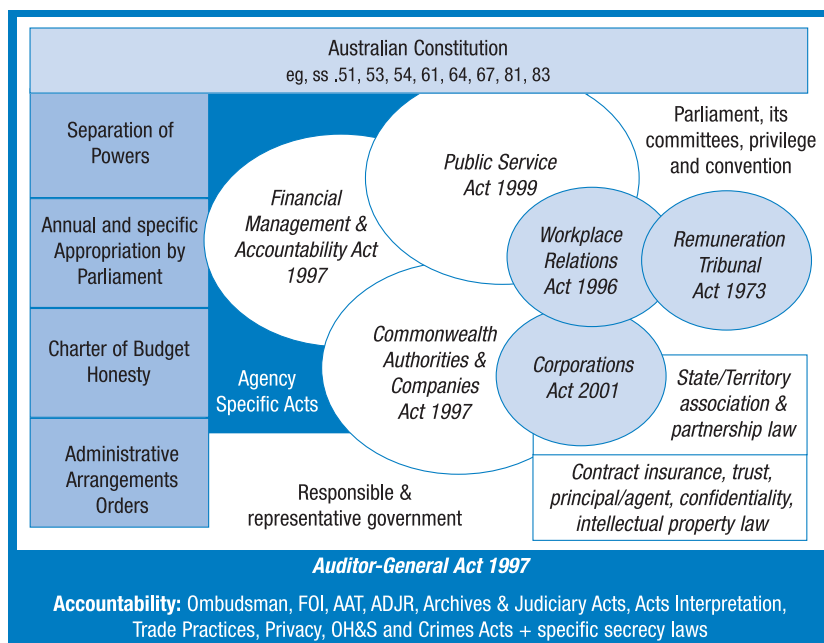 Australian Constitution
eg, ss .51, 53, 54, 61, 64, 67, 81, 83
Separation of
Powers
Annual and specific
Appropriation by
Parliament
Charter of Budget
Honesty
Administrative
Arrangements
Orders
Financial
Management &
Accountability Act
1997
Public Service
Act 1999
Parliament, its
committees, privilege
and convention
Workplace
Relations
Act 1996
Remuneration
Tribunal
Act 1973
Commonwealth
Authorities &
Companies
Act 1997
Corporations
Act 2001
Agency
Specific Acts
State/Territory
association &
partnership law
Contract insurance, trust,
principal/agent, confidentiality,
intellectual property law
Responsible &
representative government
Auditor-General Act 1997
Accountability: Ombudsman, FOI, AAT, ADJR, Archives & Judiciary Acts, Acts Interpretation,
Trade Practices, Privacy, OH&S and Crimes Acts + specific secrecy laws